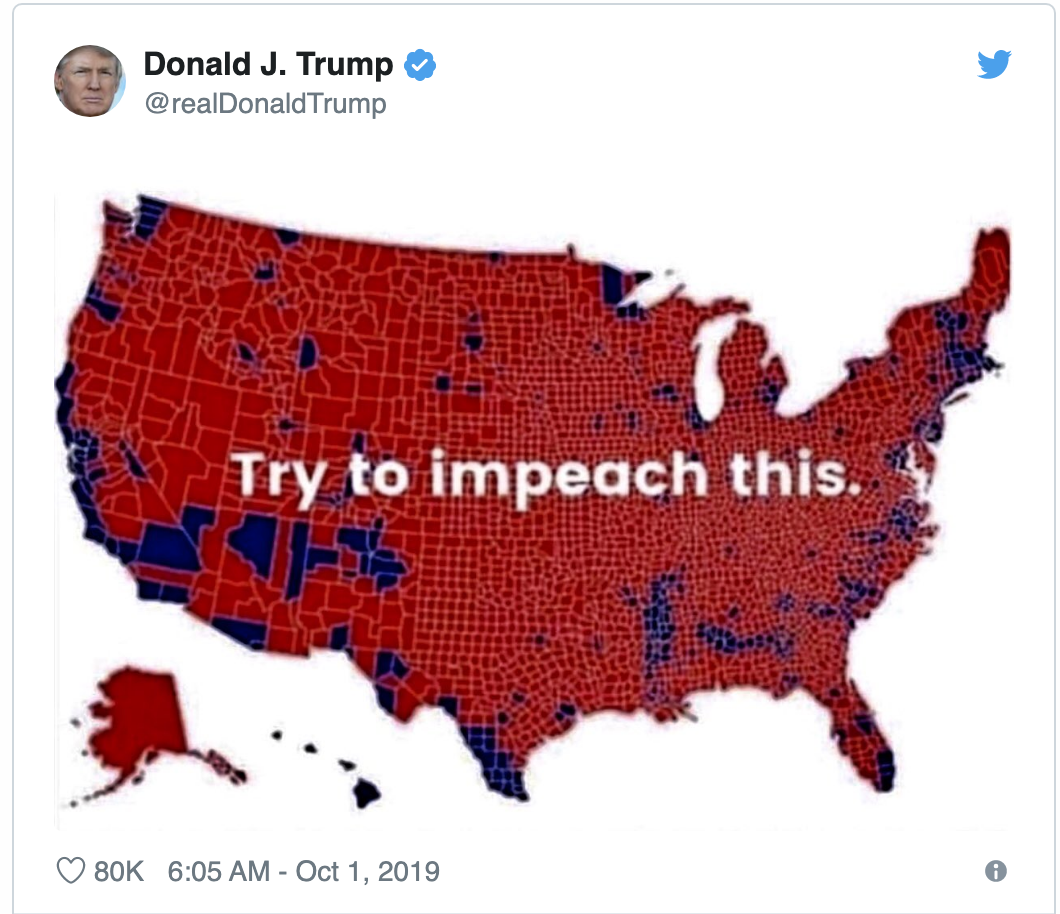 Donald J. Trump
@realDonaldTrump
Try to impeach this.
80K 6:05 AM - Oct 1, 2019